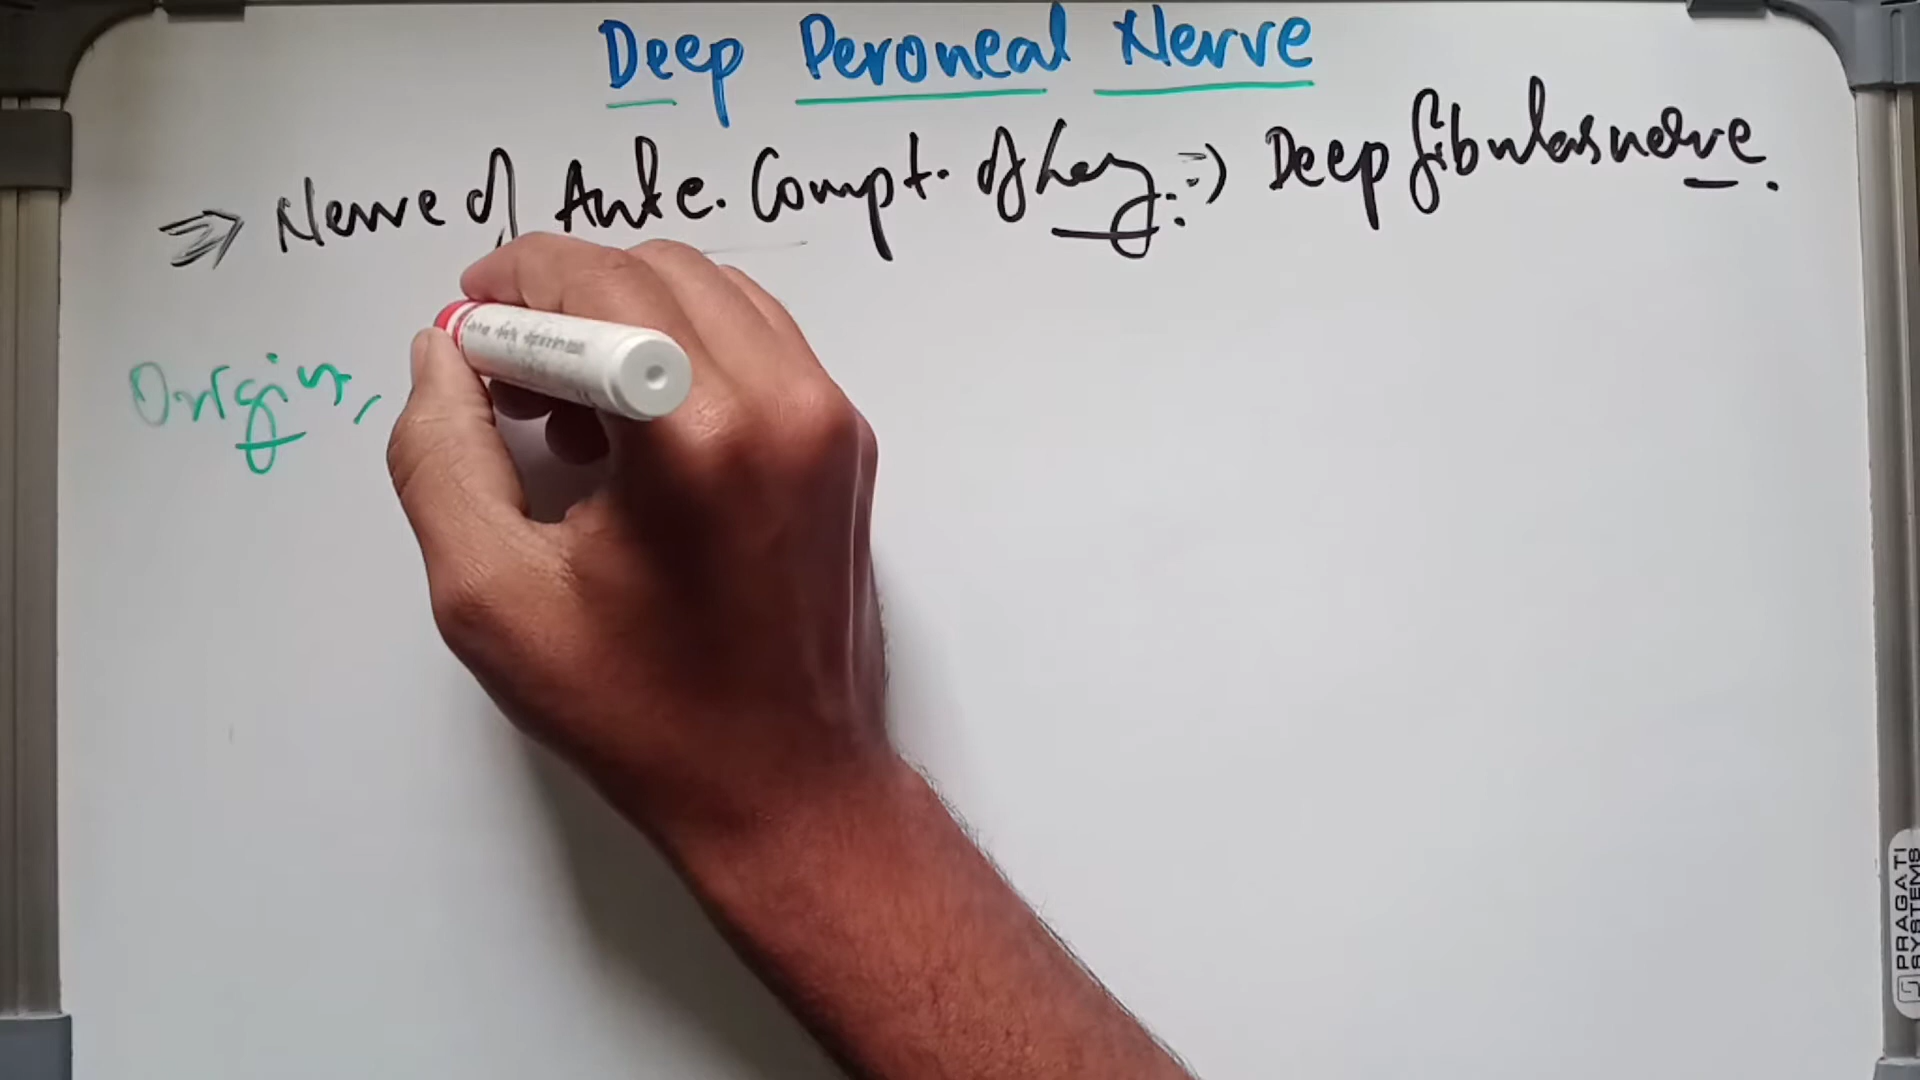 Deep Peroneal Nerve
⇒ Nerve of Ante. Compt. of Leg. ⇒ Deep fibular nerve.
Origin,
PRAGATI
SYSTEMS